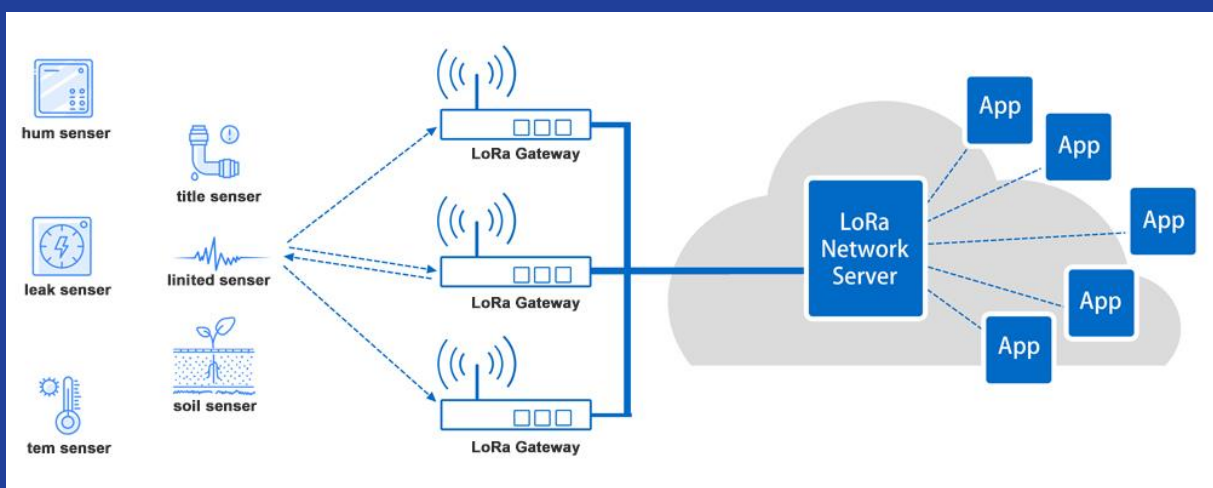 hum senser
leak senser
tem senser
title senser
linited senser
soil senser
LoRa Gateway
LoRa Gateway
LoRa Gateway
LoRa
Network
Server
App
App
App
App
App